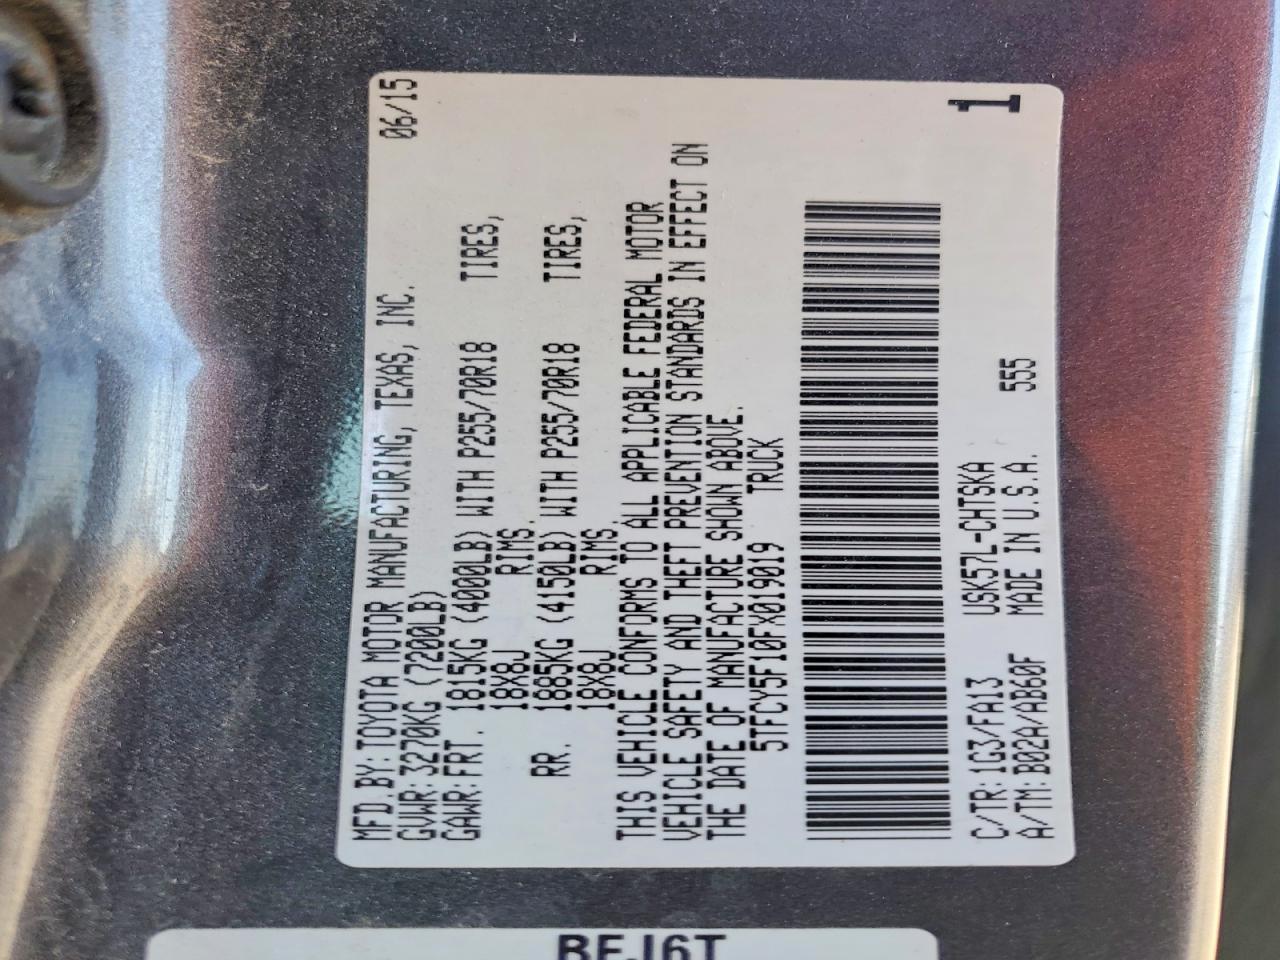 MFD.BY:TOYOTA MOTOR MANUFACTURING, TEXAS, INC. 06/15
GVWR:3270KG (7200LB)
GAWR:FRT. 1815KG (4000LB) WITH P255/70R18 TIRES,
18X8J RIMS.
RR. 1885KG (4150LB) WITH P255/70R18 TIRES,
18X8J RIMS.
THIS VEHICLE CONFORMS TO ALL APPLICABLE FEDERAL MOTOR
VEHICLE SAFETY AND THEFT PREVENTION STANDARDS IN EFFECT ON
THE DATE OF MANUFACTURE SHOWN ABOVE.
5TFCY5F10FX019019 TRUCK
C/TR:1G3/FA13 USK57L-CHTSKA
A/TM:B02A/AB60F MADE IN U.S.A. 555
1